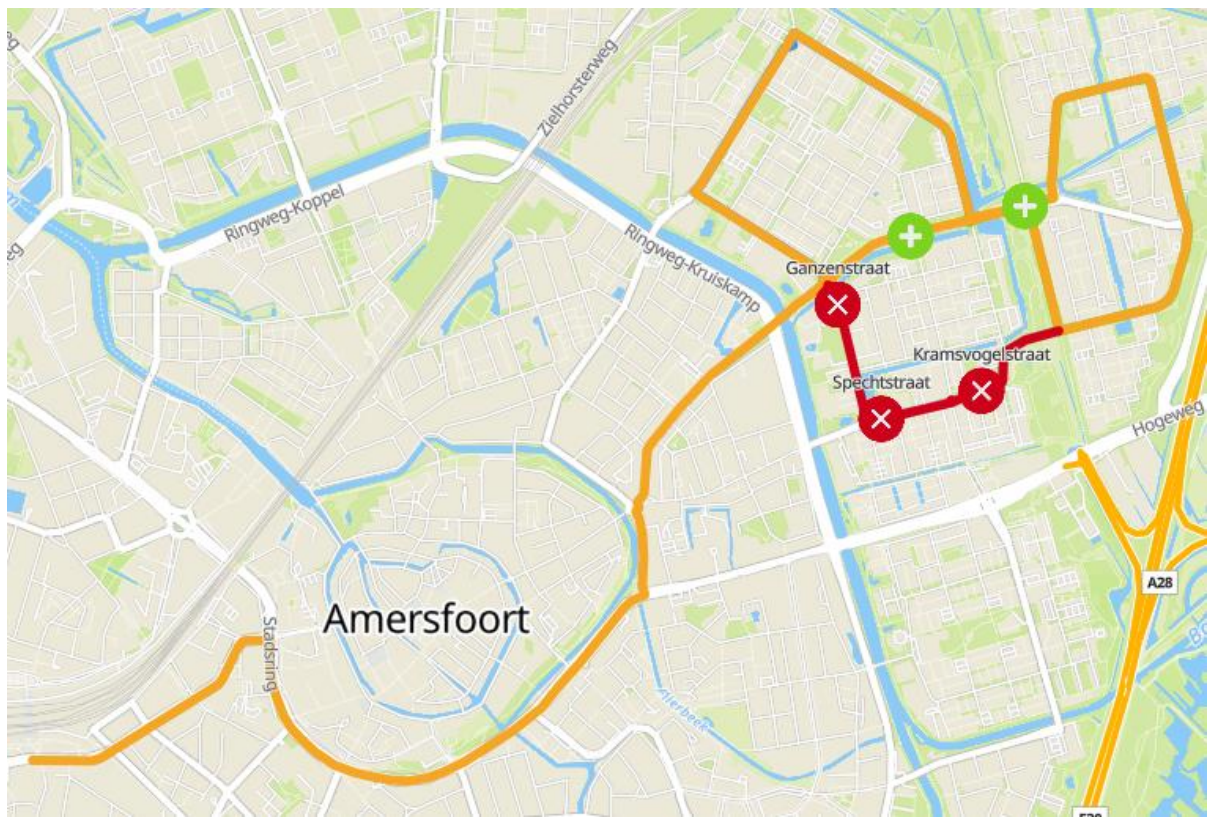 Zielhorsterweg
Ringweg-Koppel
Ringweg-Kruiskamp
Ganzenstraat
Kramsvogelstraat
Spechtstraat
Hogeweg
A28
Amersfoort
Stadsring